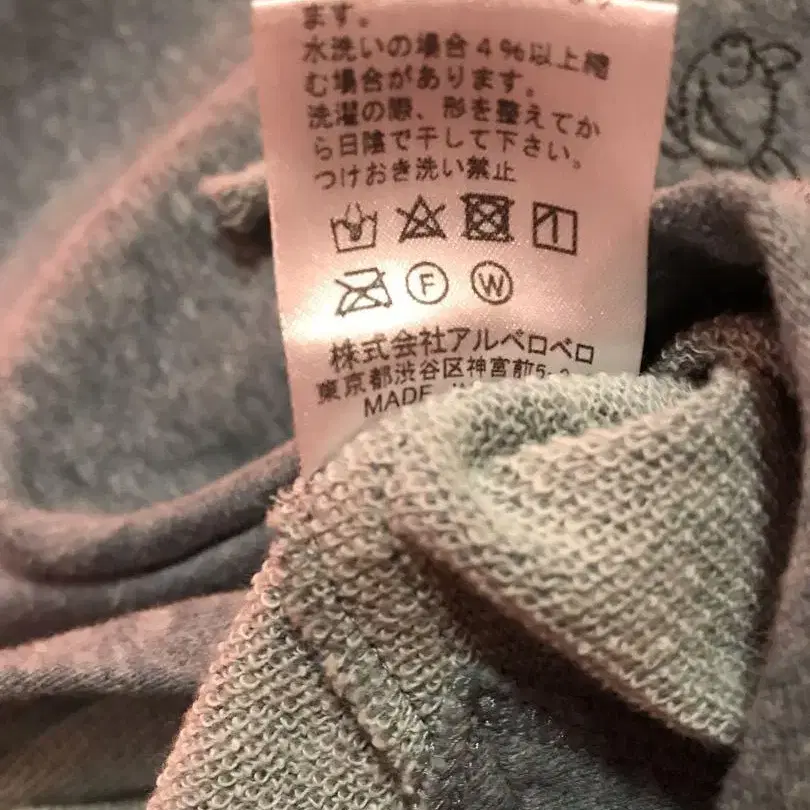 ます。
水洗いの場合4%以上縮
む場合があります。
洗濯の際、形を整えてか
ら日陰で干して下さい。
つけおき洗い禁止
F W
株式会社アルベロベロ
東京都渋谷区神宮前5-
MADE